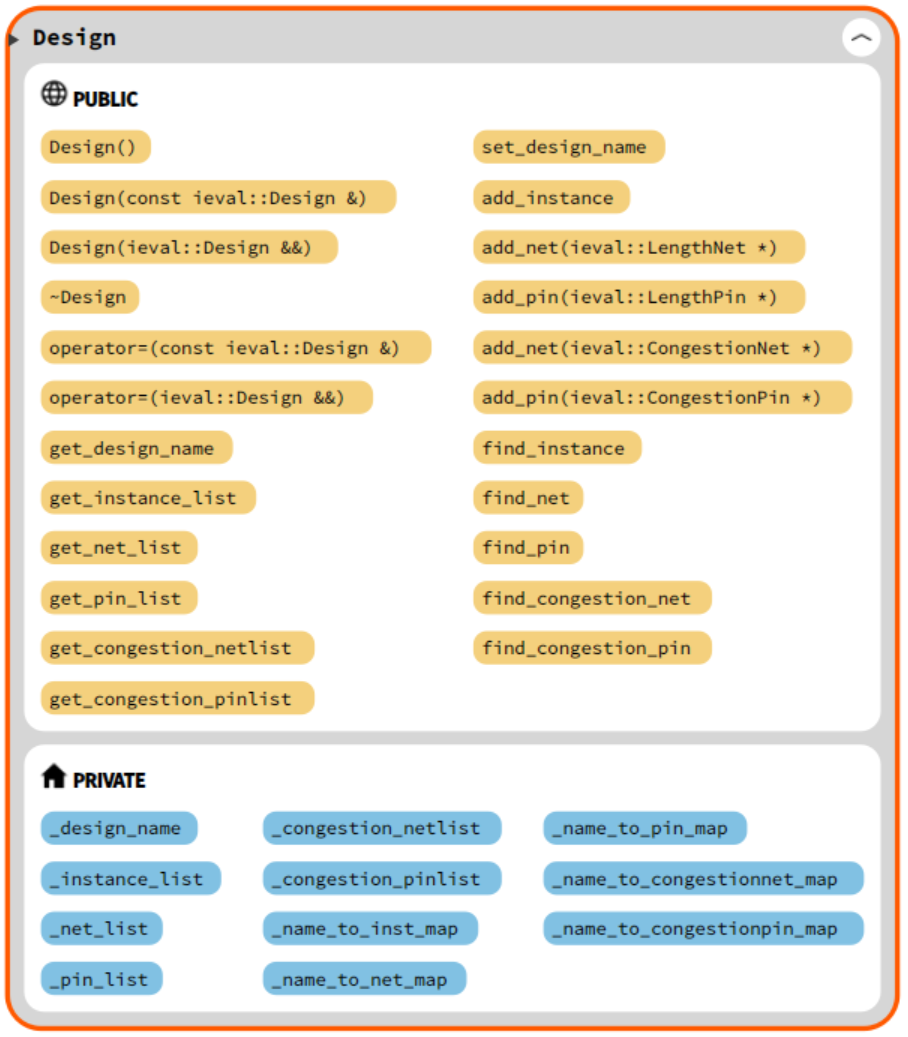 Design
PUBLIC
Design()
Design(const ieval::Design &)
Design(ieval::Design &&)
~Design
operator=(const ieval::Design &)
operator=(ieval::Design &&)
get_design_name
get_instance_list
get_net_list
get_pin_list
get_congestion_netlist
get_congestion_pinlist
set_design_name
add_instance
add_net(ieval::LengthNet *)
add_pin(ieval::LengthPin *)
add_net(ieval::CongestionNet *)
add_pin(ieval::CongestionPin *)
find_instance
find_net
find_pin
find_congestion_net
find_congestion_pin
PRIVATE
_design_name
_instance_list
_net_list
_pin_list
_congestion_netlist
_congestion_pinlist
_name_to_inst_map
_name_to_net_map
_name_to_pin_map
_name_to_congestionnet_map
_name_to_congestionpin_map